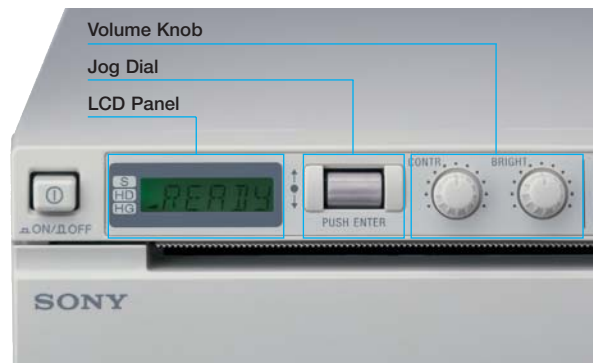 Volume Knob
Jog Dial
LCD Panel
S
HD
HG
READY
CONTR.
BRIGHT.
ON/OFF
PUSH ENTER
SONY